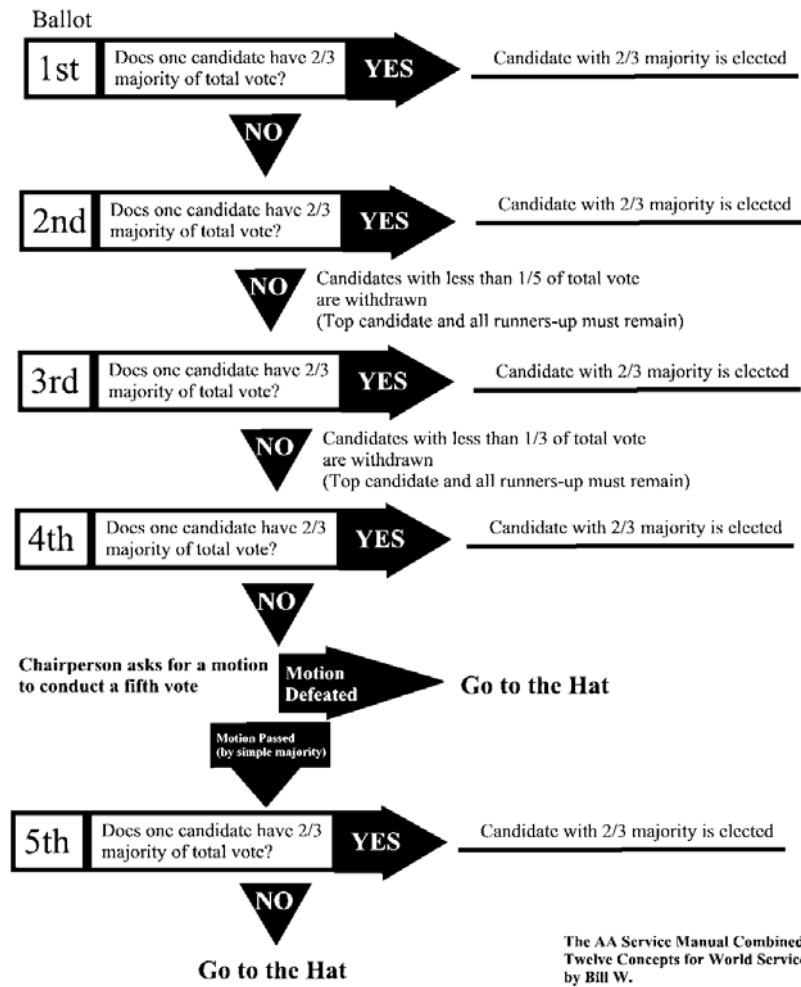 Ballot
1st
Does one candidate have 2/3
majority of total vote?
YES
Candidate with 2/3 majority is elected
NO
2nd
Does one candidate have 2/3
majority of total vote?
YES
Candidate with 2/3 majority is elected
NO
Candidates with less than 1/5 of total vote
are withdrawn
(Top candidate and all runners-up must remain)
3rd
Does one candidate have 2/3
majority of total vote?
YES
Candidate with 2/3 majority is elected
NO
Candidates with less than 1/3 of total vote
are withdrawn
(Top candidate and all runners-up must remain)
4th
Does one candidate have 2/3
majority of total vote?
YES
Candidate with 2/3 majority is elected
NO
Chairperson asks for a motion
to conduct a fifth vote
Motion
Defeated
Go to the Hat
Motion Passed
(by simple majority)
5th
Does one candidate have 2/3
majority of total vote?
YES
Candidate with 2/3 majority is elected
NO
Go to the Hat
The AA Service Manual Combined
Twelve Concepts for World Service
by Bill W.